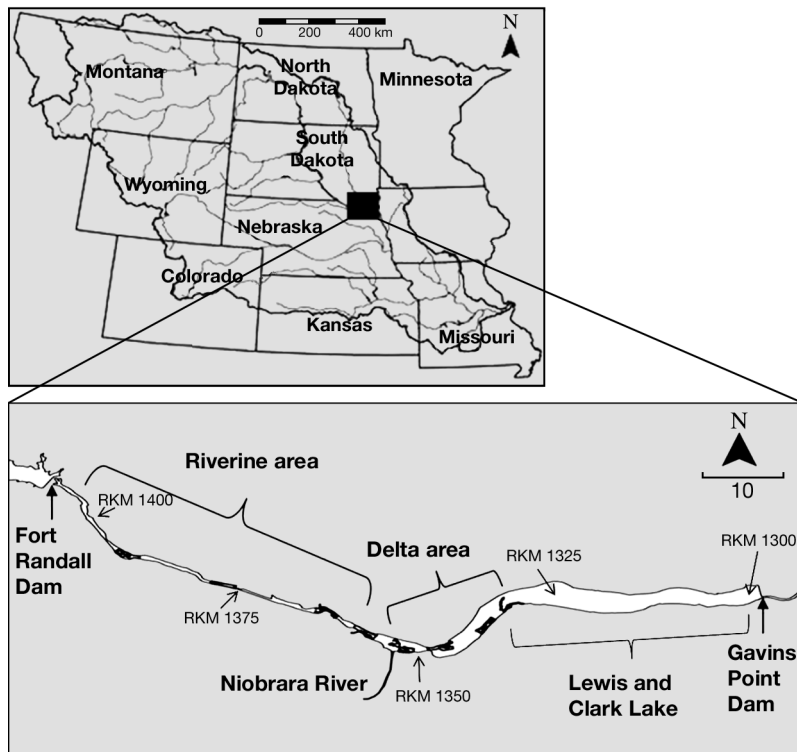 0 200 400 km
N
Montana
North
Dakota
Minnesota
South
Dakota
Wyoming
Nebraska
Colorado
Kansas
Missouri
N
10
Riverine area
RKM 1400
Fort
Randall
Dam
Delta area
RKM 1325
RKM 1300
RKM 1375
Niobrara River
RKM 1350
Lewis and
Clark Lake
Gavins
Point
Dam